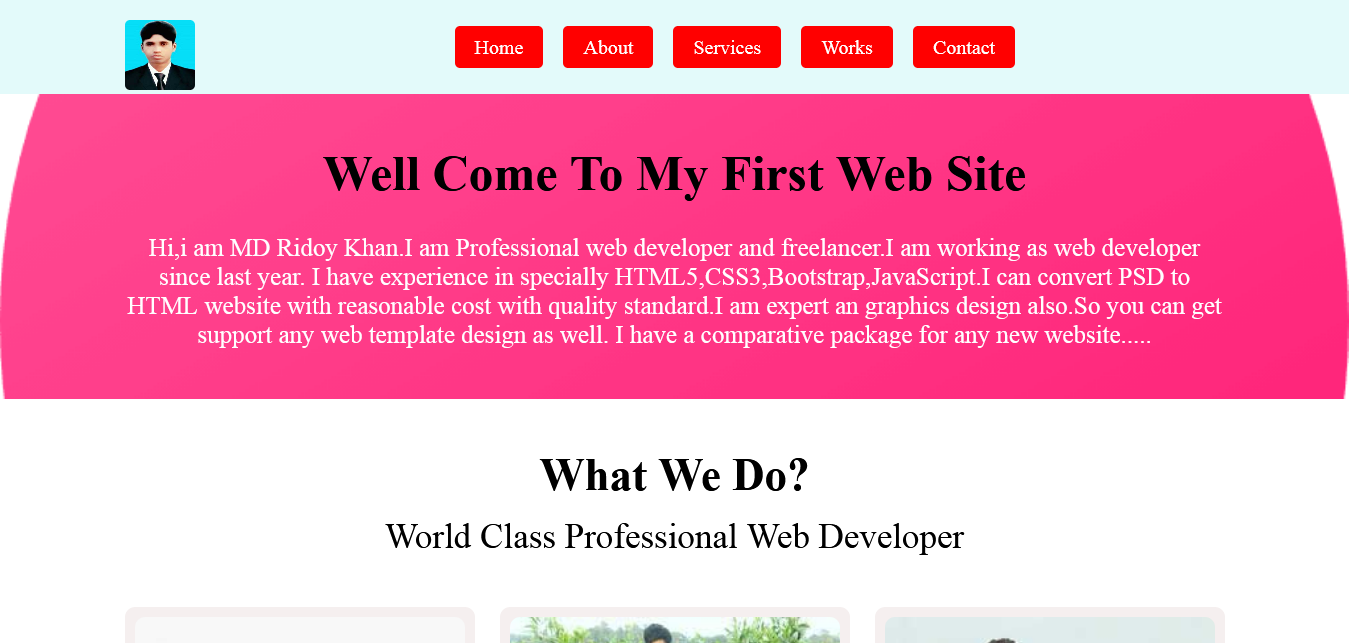 Home About Services Works Contact
Well Come To My First Web Site
Hi,i am MD Ridoy Khan.I am Professional web developer and freelancer.I am working as web developer
since last year. I have experience in specially HTML5,CSS3,Bootstrap,JavaScript.I can convert PSD to
HTML website with reasonable cost with quality standard.I am expert an graphics design also.So you can get
support any web template design as well. I have a comparative package for any new website.....
What We Do?
World Class Professional Web Developer